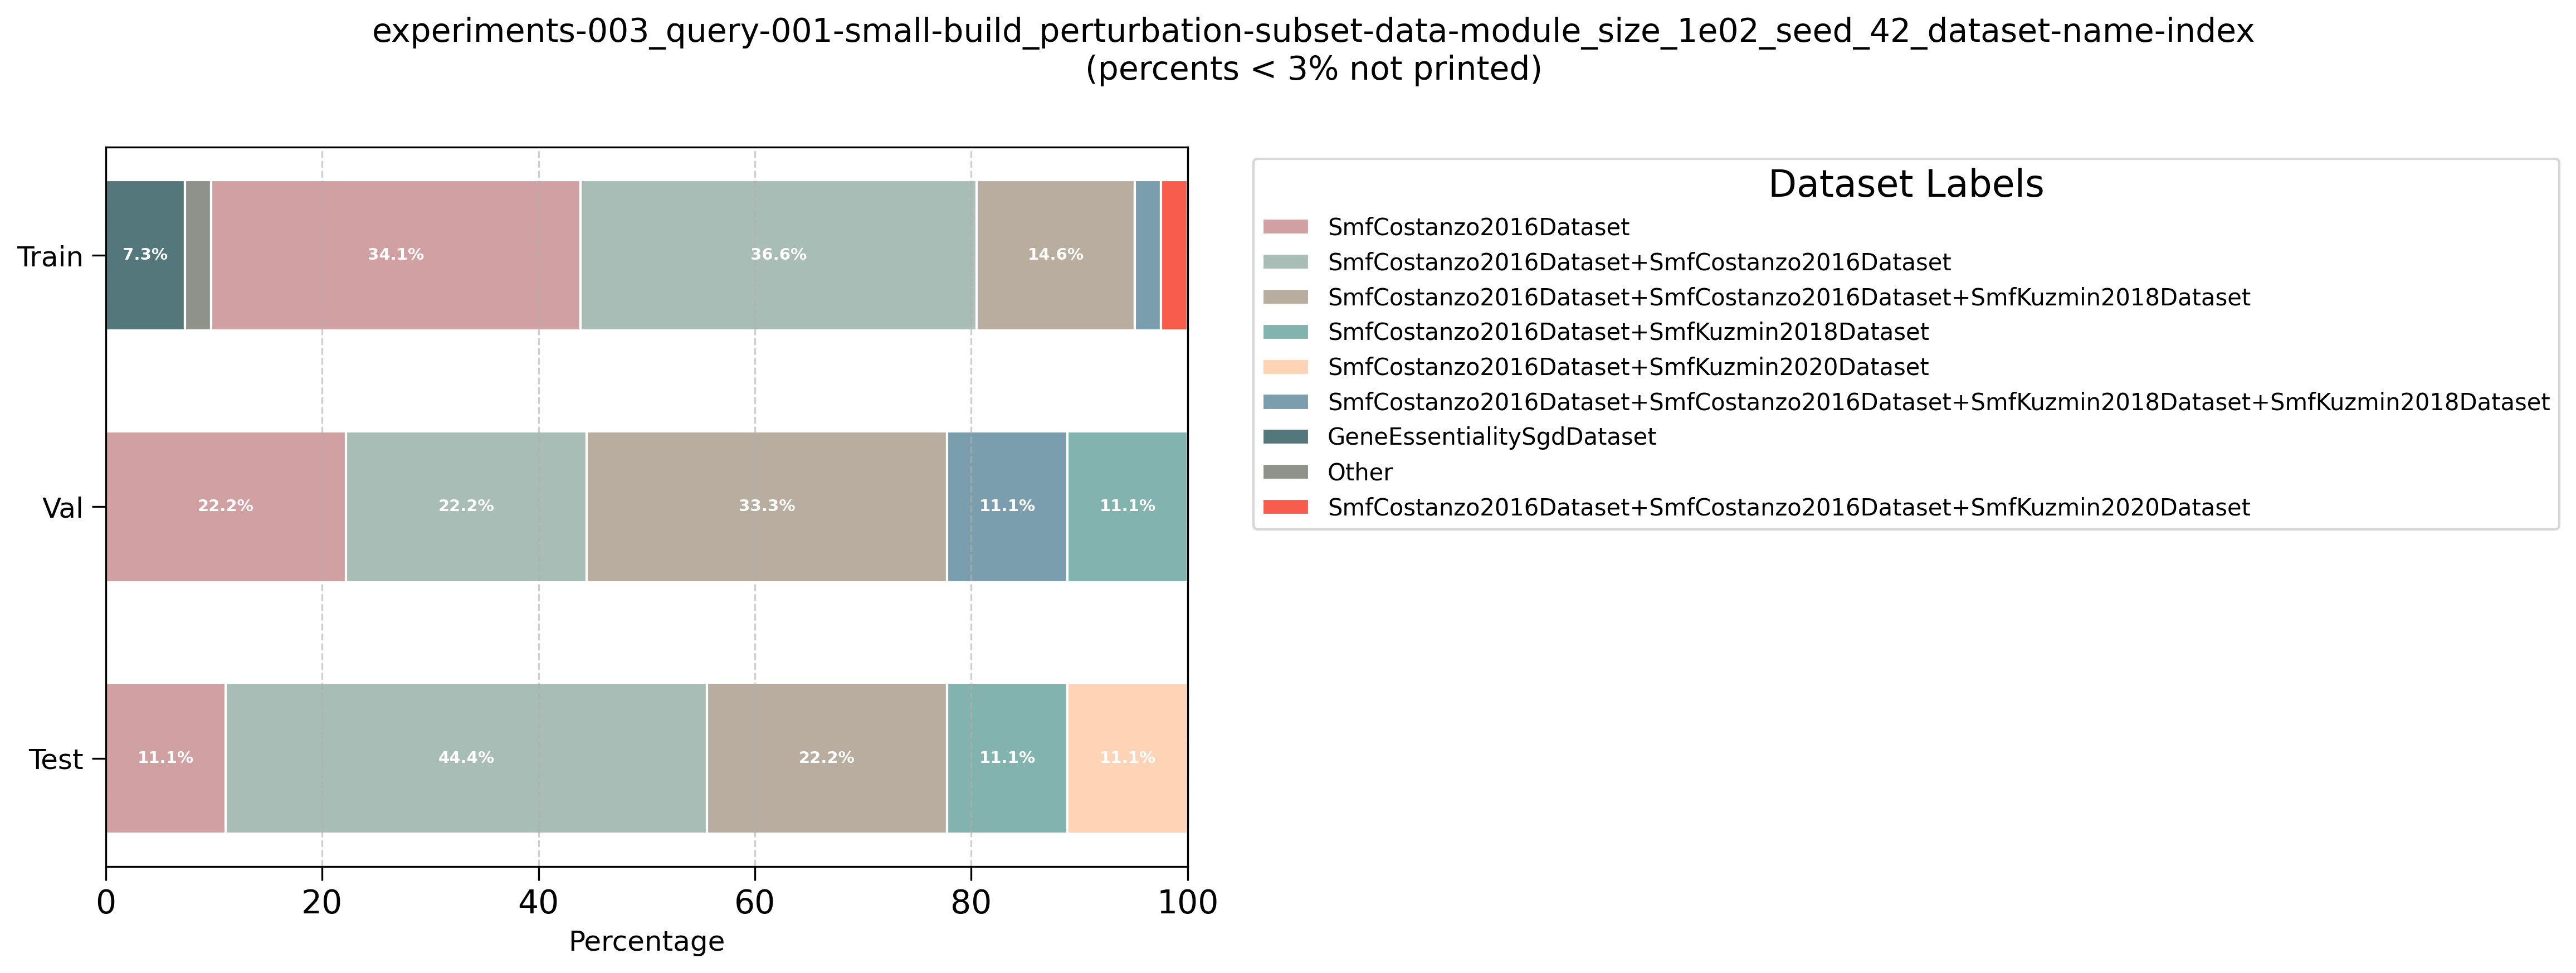 experiments-003_query-001-small-build_perturbation-subset-data-module_size_1e02_seed_42_dataset-name-index
(percents < 3% not printed)
Train
7.3%
34.1%
36.6%
14.6%
Val
22.2%
22.2%
33.3%
11.1%
11.1%
Test
11.1%
44.4%
22.2%
11.1%
11.1%
0
20
40
60
80
100
Percentage
Dataset Labels
SmfCostanzo2016Dataset
SmfCostanzo2016Dataset+SmfCostanzo2016Dataset
SmfCostanzo2016Dataset+SmfCostanzo2016Dataset+SmfKuzmin2018Dataset
SmfCostanzo2016Dataset+SmfKuzmin2018Dataset
SmfCostanzo2016Dataset+SmfKuzmin2020Dataset
SmfCostanzo2016Dataset+SmfCostanzo2016Dataset+SmfKuzmin2018Dataset+SmfKuzmin2018Dataset
GeneEssentialitySgdDataset
Other
SmfCostanzo2016Dataset+SmfCostanzo2016Dataset+SmfKuzmin2020Dataset